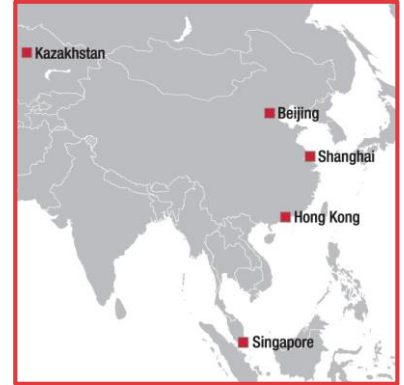 Kazakhstan
Beijing
Shanghai
Hong Kong
Singapore